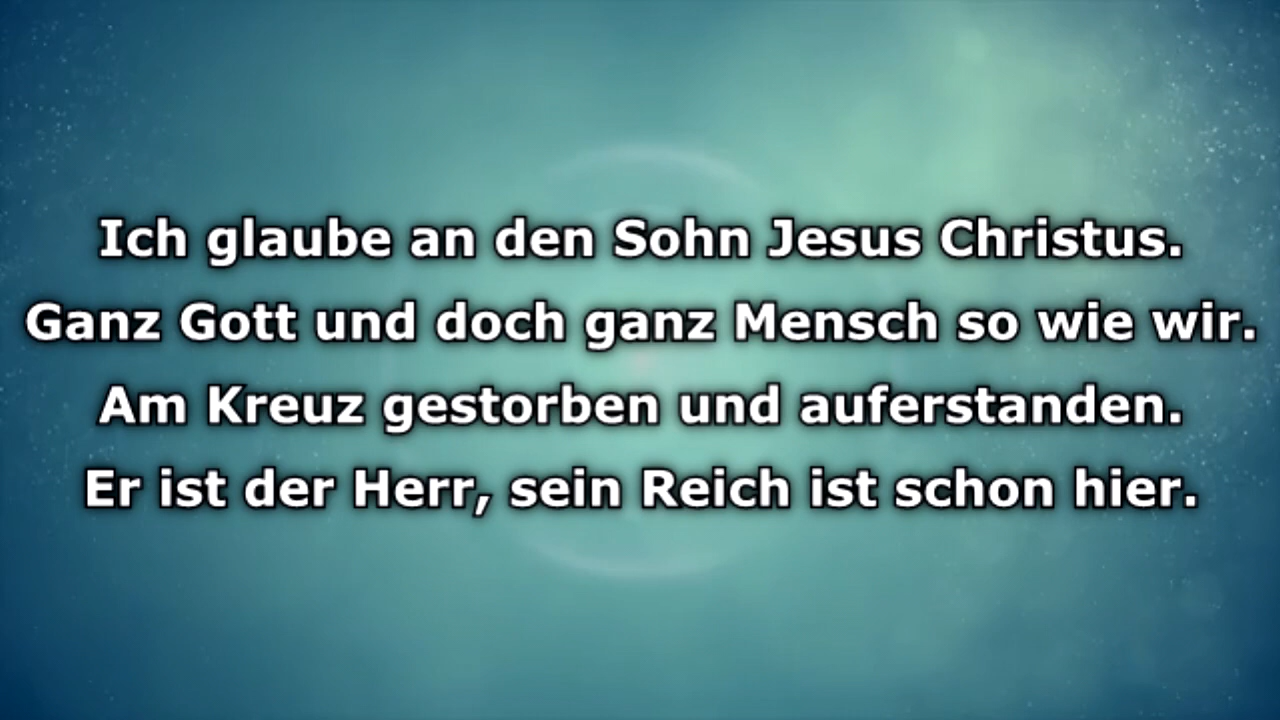 Ich glaube an den Sohn Jesus Christus.
Ganz Gott und doch ganz Mensch so wie wir.
Am Kreuz gestorben und auferstanden.
Er ist der Herr, sein Reich ist schon hier.